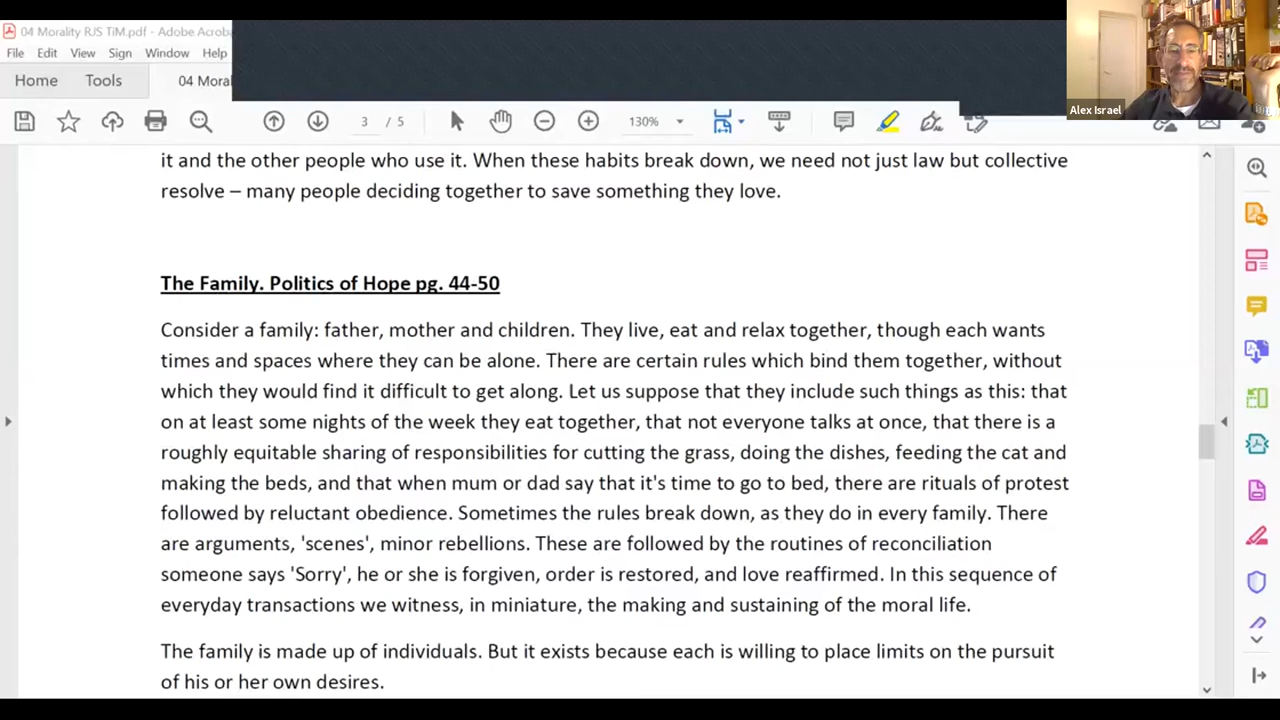 04 Morality RJS TiM.pdf - Adobe Acroba
File Edit View Sign Window Help
Home Tools 04 Moral
3 / 5 130%
Alex Israel
it and the other people who use it. When these habits break down, we need not just law but collective
resolve – many people deciding together to save something they love.
The Family. Politics of Hope pg. 44-50
Consider a family: father, mother and children. They live, eat and relax together, though each wants
times and spaces where they can be alone. There are certain rules which bind them together, without
which they would find it difficult to get along. Let us suppose that they include such things as this: that
on at least some nights of the week they eat together, that not everyone talks at once, that there is a
roughly equitable sharing of responsibilities for cutting the grass, doing the dishes, feeding the cat and
making the beds, and that when mum or dad say that it's time to go to bed, there are rituals of protest
followed by reluctant obedience. Sometimes the rules break down, as they do in every family. There
are arguments, 'scenes', minor rebellions. These are followed by the routines of reconciliation
someone says 'Sorry', he or she is forgiven, order is restored, and love reaffirmed. In this sequence of
everyday transactions we witness, in miniature, the making and sustaining of the moral life.
The family is made up of individuals. But it exists because each is willing to place limits on the pursuit
of his or her own desires.